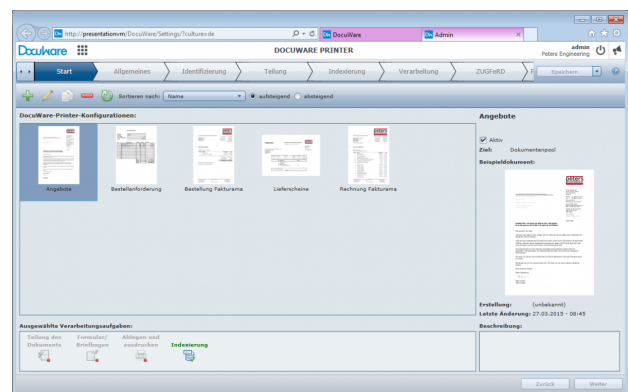 http://presentationvm/DocuWare/Settings/?culture=de
DocuWare
Admin
DocuWare
DOCUWARE PRINTER
admin
Peters Engineering
Start
Allgemeines
Identifizierung
Teilung
Indexierung
Verarbeitung
ZUGFeRD
F
Speichern
Sortieren nach:
Name
aufsteigend
absteigend
DocuWare-Printer-Konfigurationen:
Angebote
Bestellanforderung
Bestellung Fakturama
Lieferscheine
Rechnung Fakturama
Angebote
Aktiv
Ziel: Dokumentenpool
Beispieldokument:
peters
Erstellung: (unbekannt)
Letzte Änderung: 27.03.2015 - 08:45
Beschreibung:
Ausgewählte Verarbeitungsaufgaben:
Teilung des Dokuments
Formular/ Briefbogen
Ablegen und ausdrucken
Indexierung
Zurück
Weiter